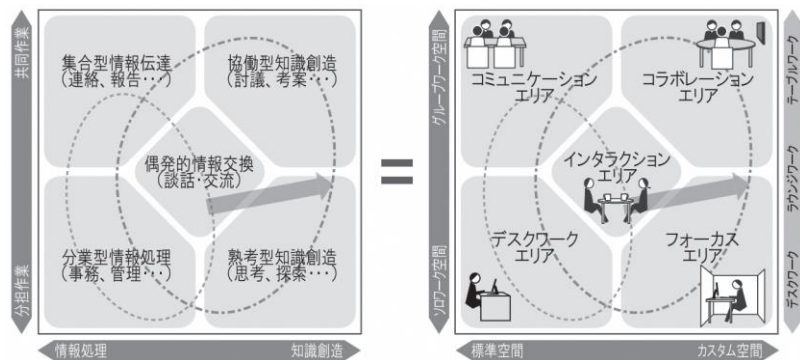 共同作業
分担作業
集合型情報伝達
(連絡、報告・・・)
協働型知識創造
(討議、考案・・・)
偶発的情報交換
(談話・交流)
分業型情報処理
(事務、管理・・・)
熟考型知識創造
(思考、探索・・・)
情報処理
知識創造
=
グループワーク空間
ソロワーク空間
コミュニケーション
エリア
コラボレーション
エリア
インタラクション
エリア
デスクワーク
エリア
フォーカス
エリア
標準空間
カスタム空間
テーブルワーク
ラウンジワーク
デスクワーク